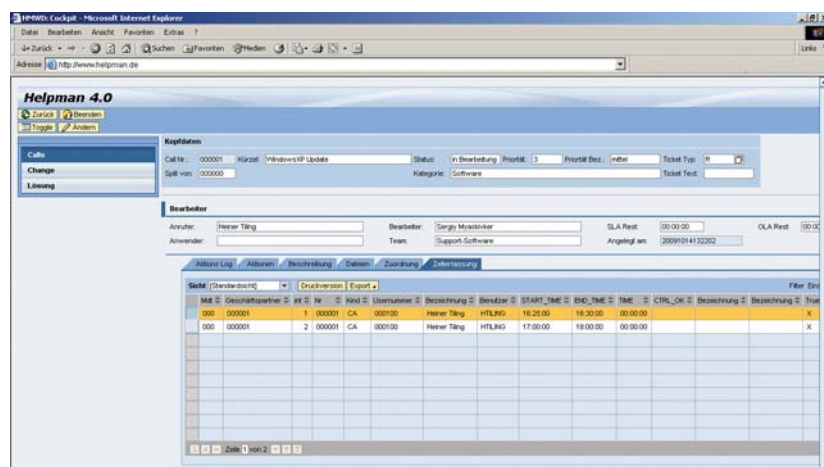 HMWD: Cockpit - Microsoft Internet Explorer
Datei Bearbeiten Ansicht Favoriten Extras ?
Zurück Suchen Favoriten Medien
Links
Adresse http://www.helpman.de
Helpman 4.0
Zurück Beenden
Toggle Ändern
Calls
Change
Lösung
Kopfdaten
Call Nr.: 000001 Kürzel: WindowsXP Update Status: in Bearbeitung Priorität: 3 Priorität Bez.: mittel Ticket Typ: R
Split von: 000000 Kategorie: Software Ticket Text:
Bearbeiter
Anrufer: Heiner Tiling Bearbeiter: Sergiy Myaskivker SLA Rest: 00:00:00 OLA Rest:
Anwender: Team: Support-Software Angelegt am: 20091014132202
Aktions Log Aktionen Beschreibung Dateien Zuordnung Zeiterfassung
Sicht [Standardsicht] Druckversion Export Filter
Mdt Geschäftspartner Int Nr Kind Usernummer Bezeichnung Benutzer START_TIME END_TIME TIME CTRL_OK Bezeichnung Bezeichnung True
000 000001 1 000001 CA 000100 Heiner Tiling HTILING 16:25:00 16:30:00 00:00:00 X
000 000001 2 000001 CA 000100 Heiner Tiling HTILING 17:00:00 18:00:00 00:00:00 X
Zeile 1 von 2